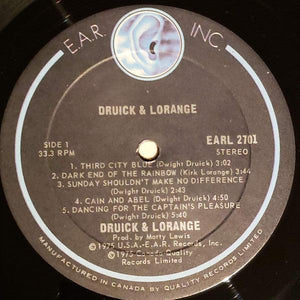 E.A.R. INC.
DRUICK & LORANGE
EARL 2701
SIDE 1
STEREO
33.3 RPM
1. THIRD CITY BLUE (Dwight Druick) 3:02
2. DARK END OF THE RAINBOW (Kirk Lorange) 3:44
3. SUNDAY SHOULDN'T MAKE NO DIFFERENCE
(Dwight Druick) 2:43
4. CAIN AND ABEL (Dwight Druick) 4:50
5. DANCING FOR THE CAPTAIN'S PLEASURE
(Dwight Druick) 5:40
DRUICK & LORANGE
Prod. by Morty Lewis
©1975 U.S.A.-E.A.R. Records, Inc.
℗1975 Canada Quality
Records Limited
MANUFACTURED IN CANADA BY QUALITY RECORDS LIMITED